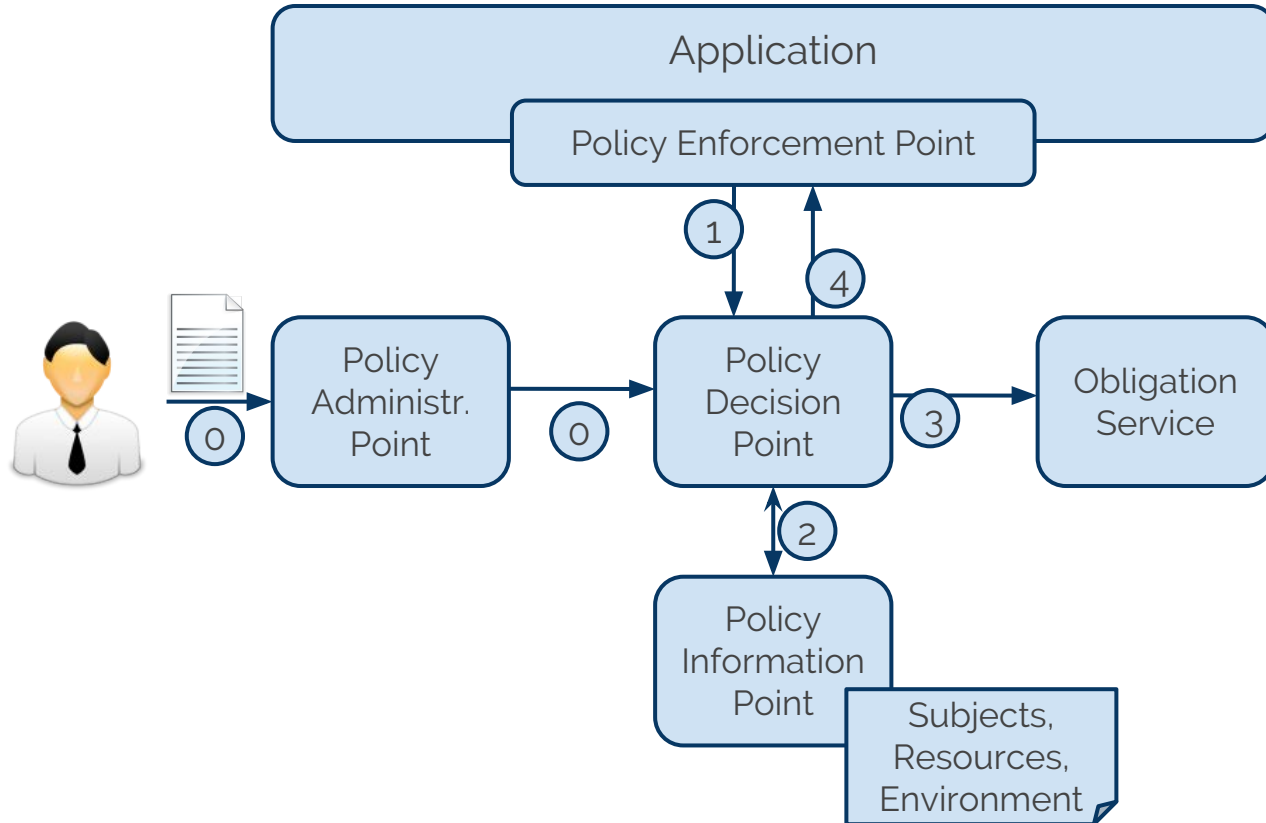 Application
Policy Enforcement Point
1
4
Policy
Administr.
Point
Policy
Decision
Point
Obligation
Service
0
0
3
2
Policy
Information
Point
Subjects,
Resources,
Environment